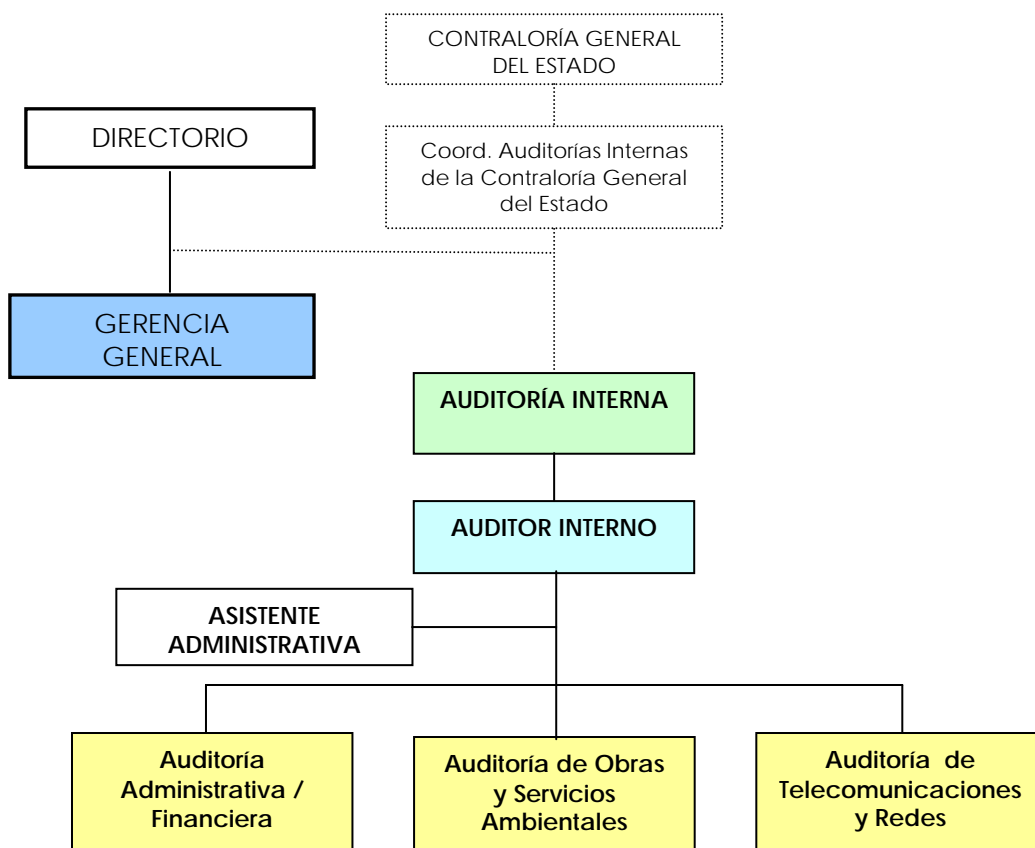 CONTRALORÍA GENERAL
DEL ESTADO
DIRECTORIO
Coord. Auditorías Internas
de la Contraloría General
del Estado
GERENCIA
GENERAL
AUDITORÍA INTERNA
AUDITOR INTERNO
ASISTENTE
ADMINISTRATIVA
Auditoría
Administrativa /
Financiera
Auditoría de Obras
y Servicios
Ambientales
Auditoría de
Telecomunicaciones
y Redes